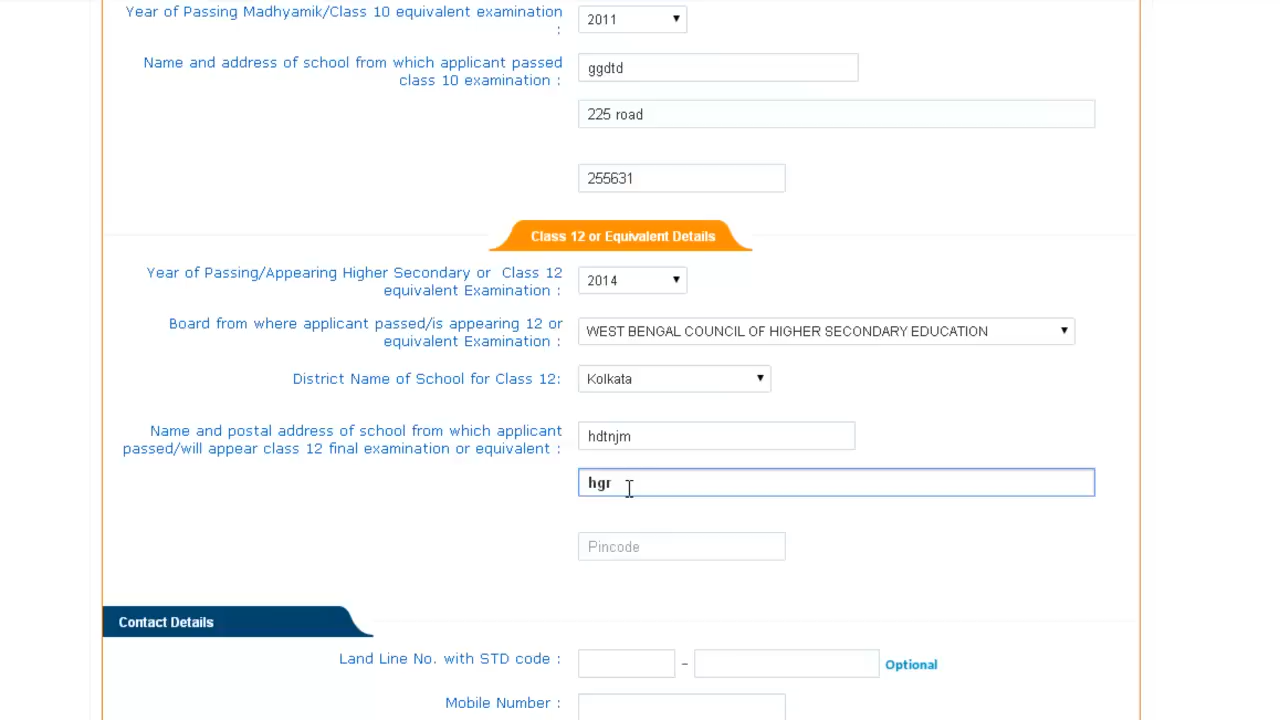 Year of Passing Madhyamik/Class 10 equivalent examination :
2011
Name and address of school from which applicant passed
class 10 examination :
ggdtd
225 road
255631
Class 12 or Equivalent Details
Year of Passing/Appearing Higher Secondary or Class 12
equivalent Examination :
2014
Board from where applicant passed/is appearing 12 or
equivalent Examination :
WEST BENGAL COUNCIL OF HIGHER SECONDARY EDUCATION
District Name of School for Class 12:
Kolkata
Name and postal address of school from which applicant
passed/will appear class 12 final examination or equivalent :
hdtnjm
hgr
Pincode
Contact Details
Land Line No. with STD code :
–
Optional
Mobile Number :